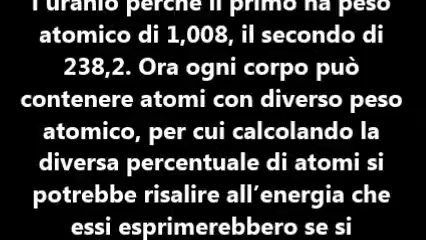 l'uranio perché il primo ha peso
atomico di 1,008, il secondo di
238,2. Ora ogni corpo può
contenere atomi con diverso peso
atomico, per cui calcolando la
diversa percentuale di atomi si
potrebbe risalire all’energia che
essi esprimerebbero se si